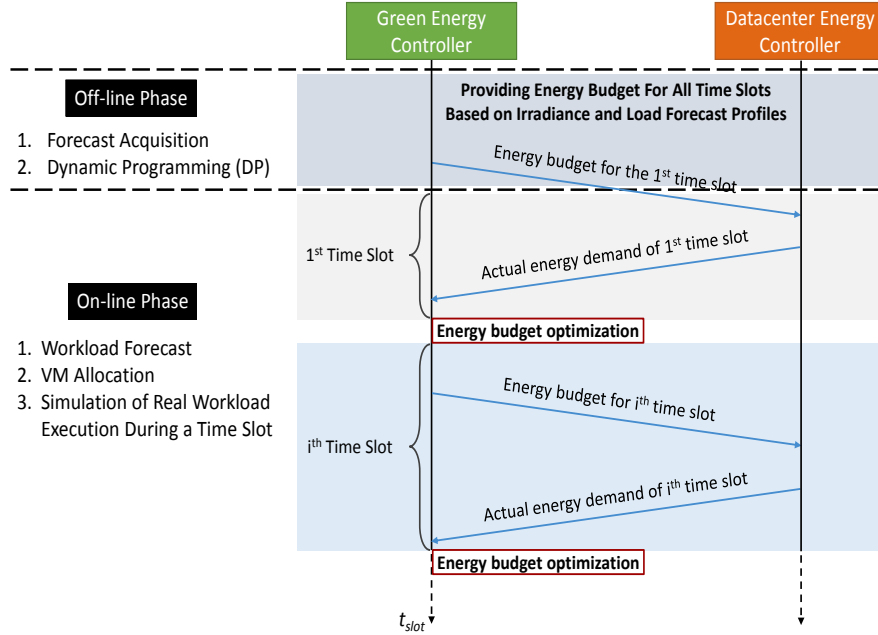 Green Energy
Controller
Datacenter Energy
Controller
Off-line Phase
1. Forecast Acquisition
2. Dynamic Programming (DP)
Providing Energy Budget For All Time Slots
Based on Irradiance and Load Forecast Profiles
Energy budget for the 1st time slot
1st Time Slot
Actual energy demand of 1st time slot
On-line Phase
1. Workload Forecast
2. VM Allocation
3. Simulation of Real Workload
Execution During a Time Slot
Energy budget optimization
Energy budget for ith time slot
ith Time Slot
Actual energy demand of ith time slot
Energy budget optimization
tslot